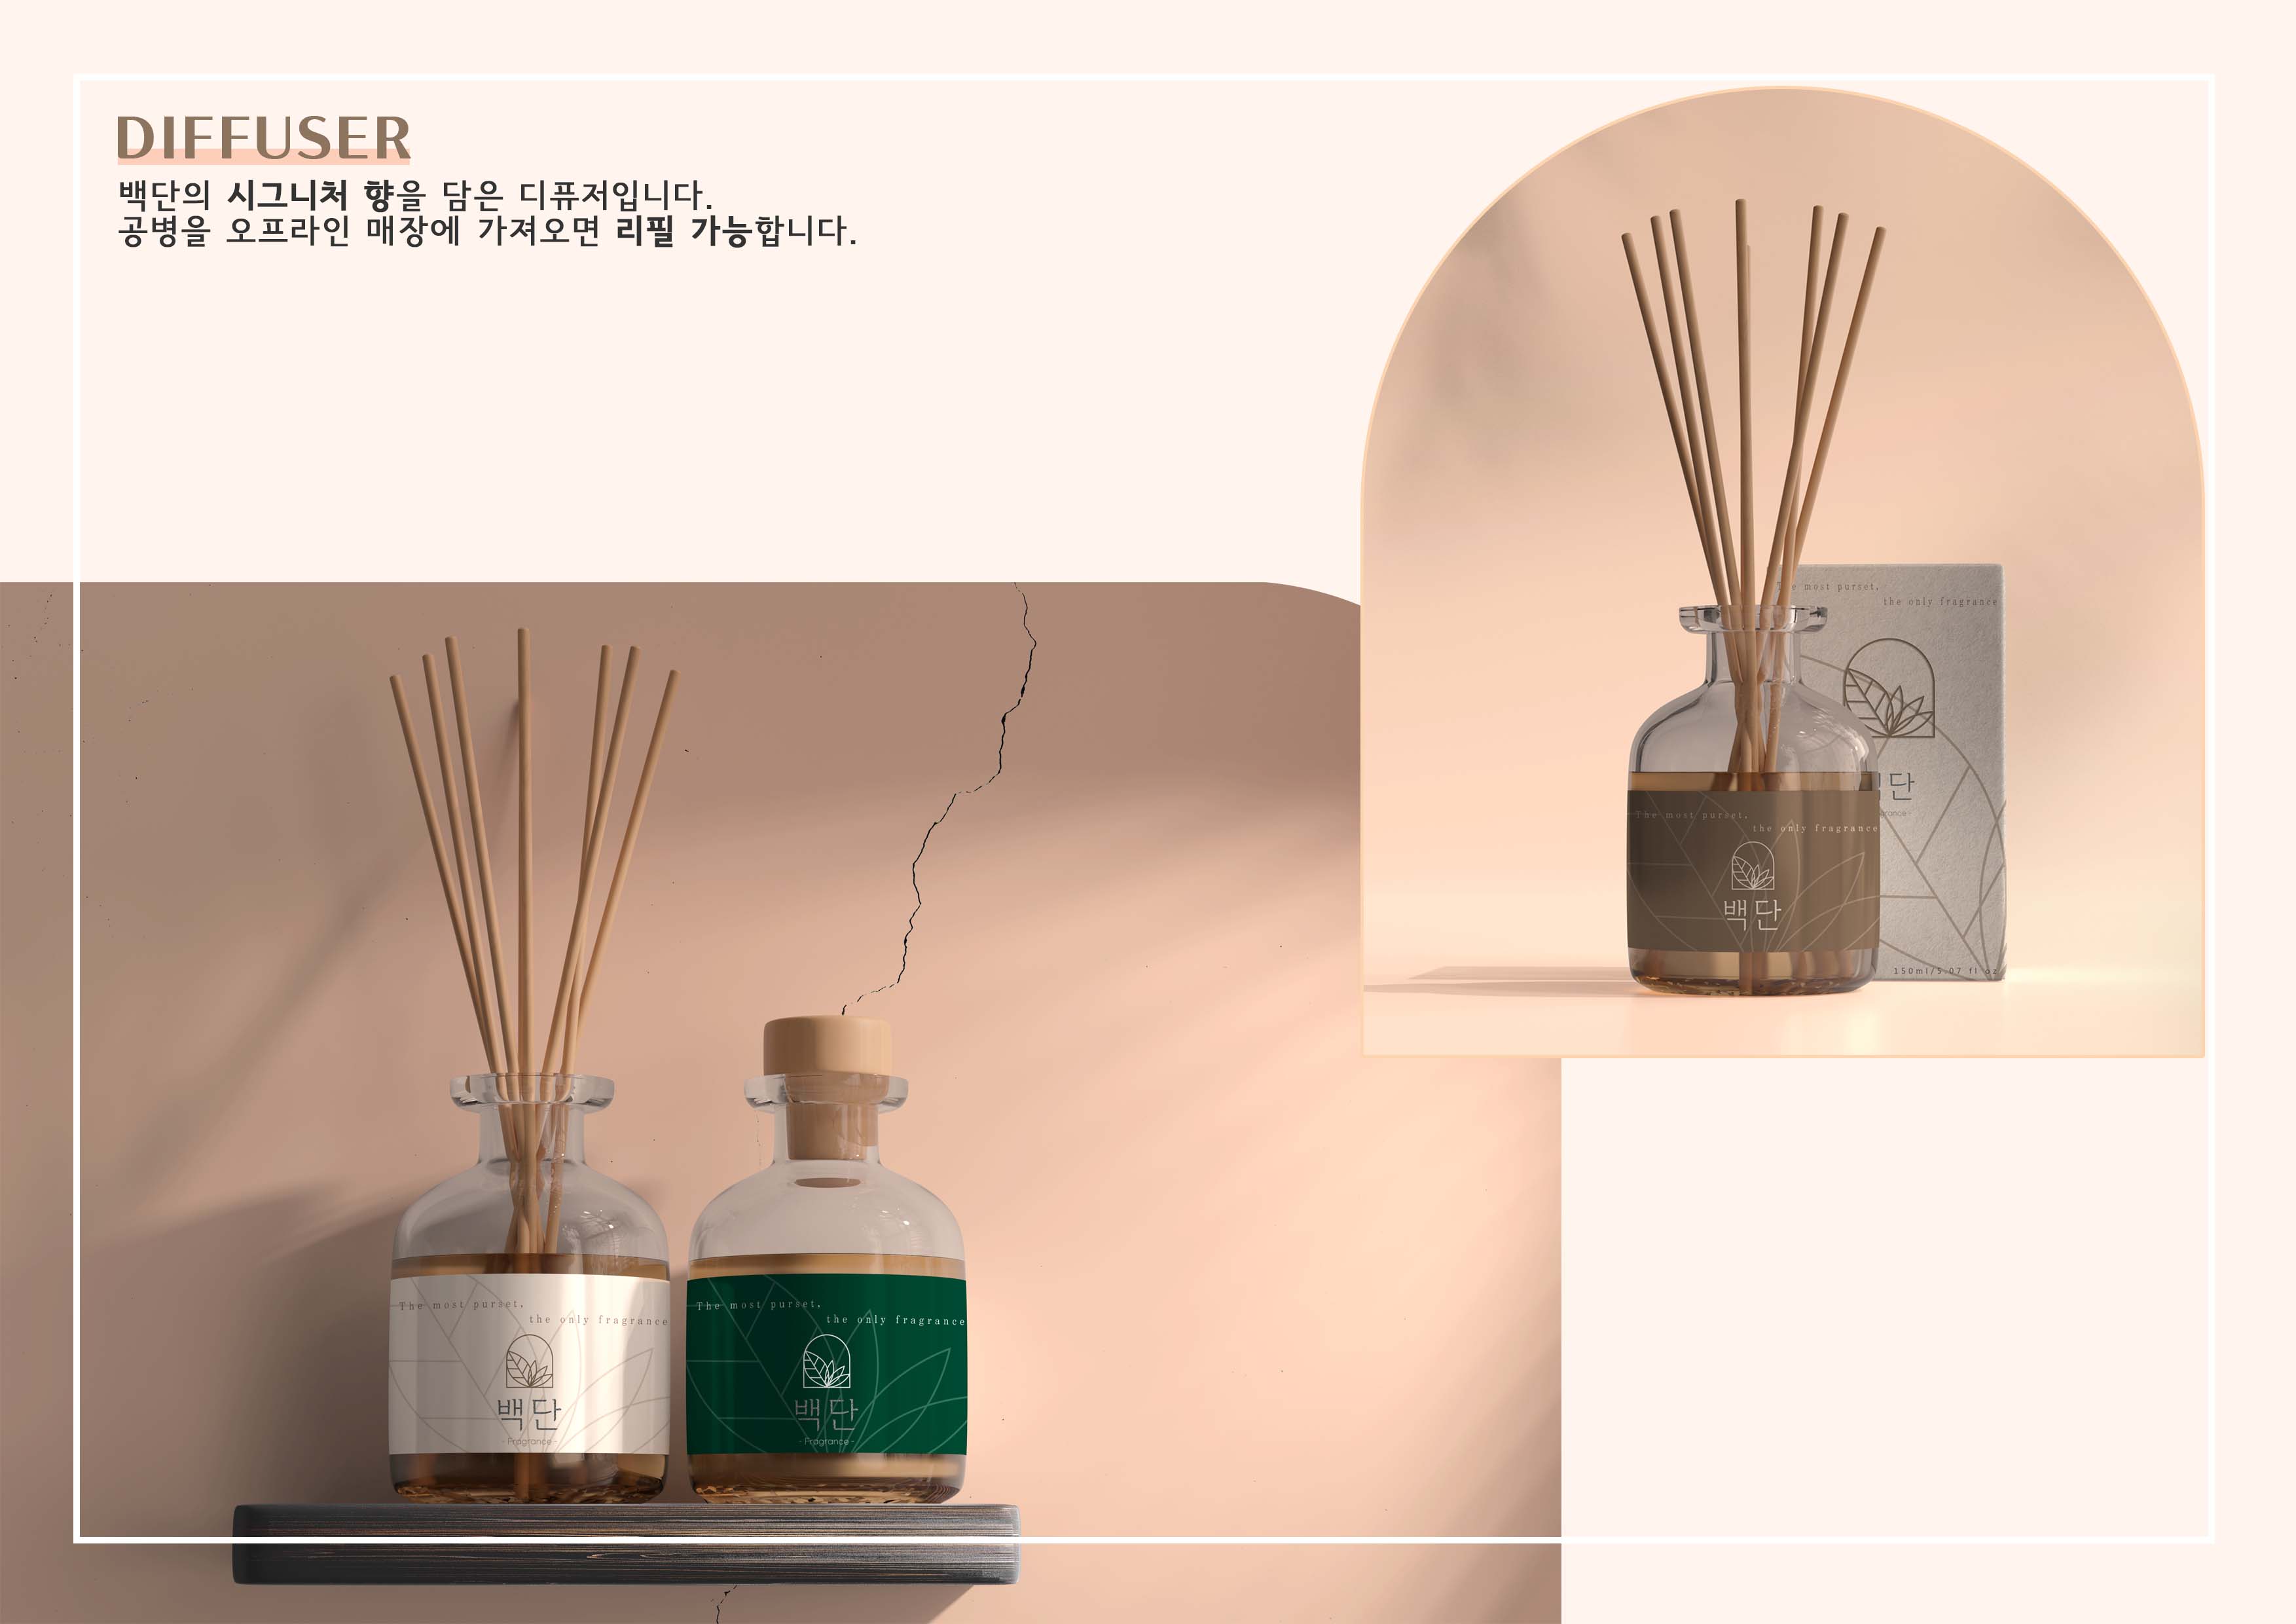 DIFFUSER
백단의 시그니처 향을 담은 디퓨저입니다.
공병을 오프라인 매장에 가져오면 리필 가능합니다.
most purset,
the only fragrance
단
150ml/5.07 fl oz
The most purset,
the only fragrance
백단
The most purset,
the only fragrance
백단
- Fragrance -
The most purset,
the only fragrance
백단
- Fragrance -